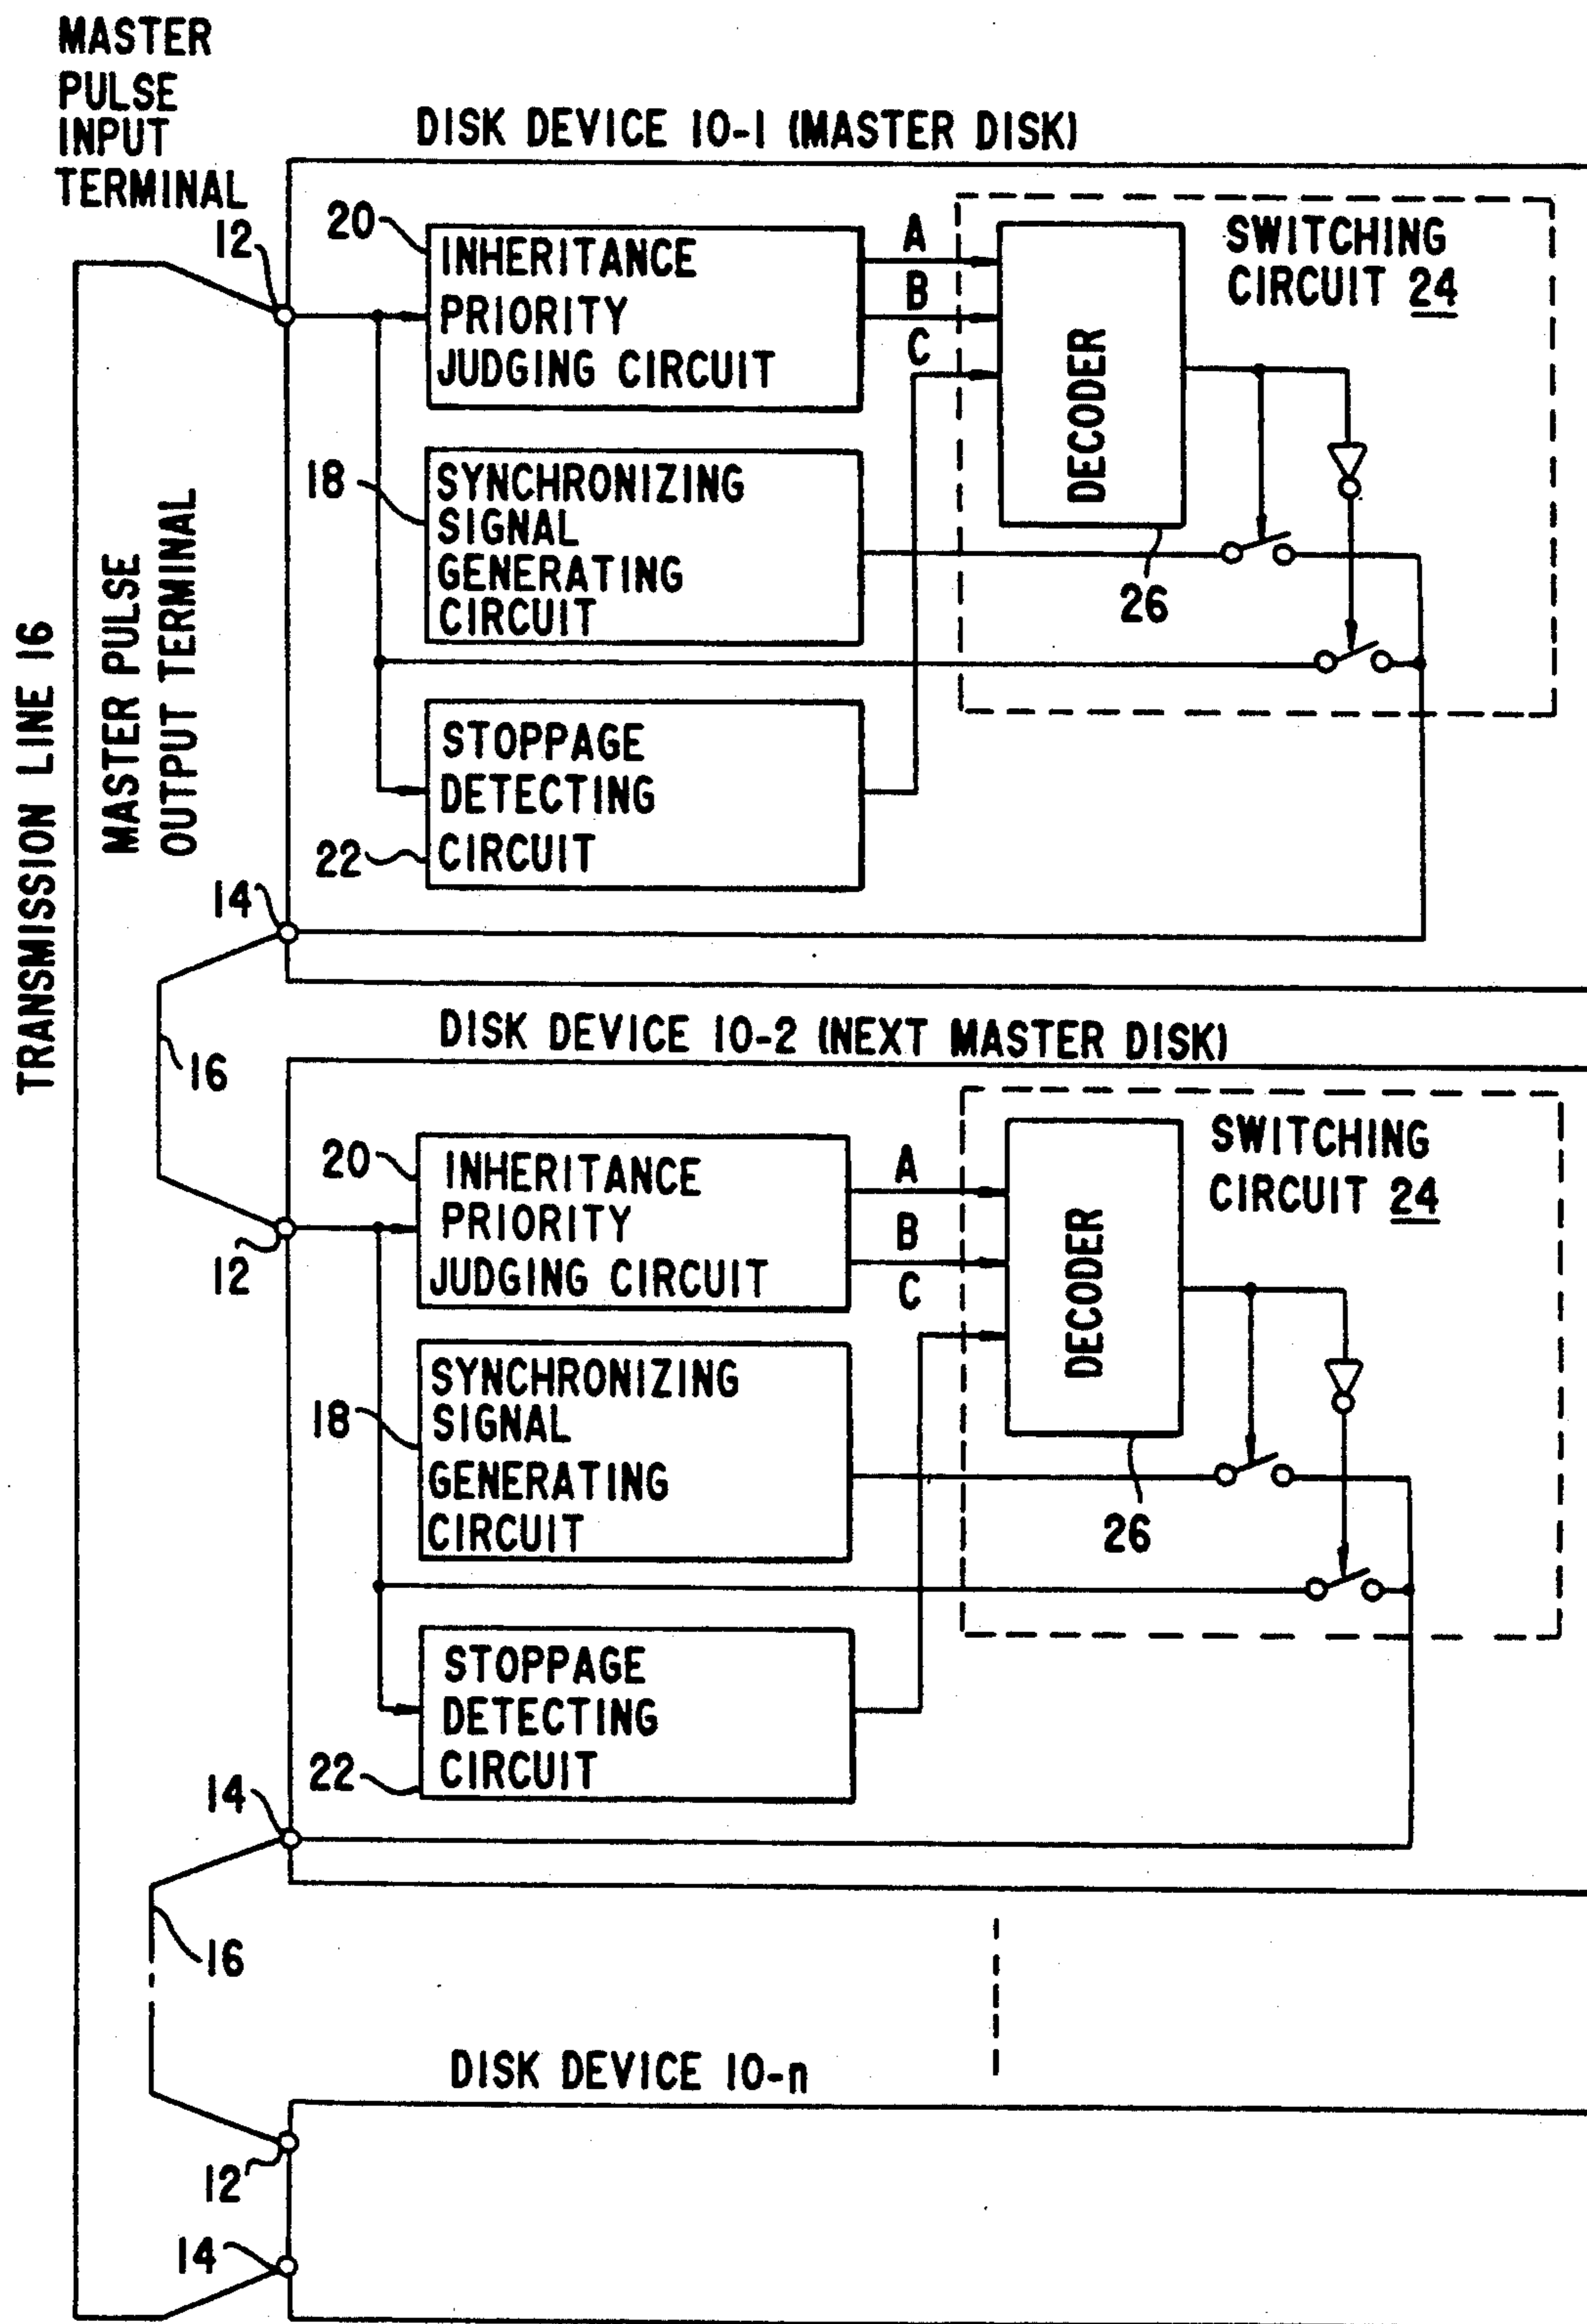 MASTER
PULSE
INPUT
TERMINAL
DISK DEVICE 10-1 (MASTER DISK)
12
20
INHERITANCE
PRIORITY
JUDGING CIRCUIT
A
B
C
DECODER
SWITCHING
CIRCUIT 24
18
SYNCHRONIZING
SIGNAL
GENERATING
CIRCUIT
26
TRANSMISSION LINE 16
MASTER PULSE
OUTPUT TERMINAL
STOPPAGE
DETECTING
CIRCUIT
22
14
16
DISK DEVICE 10-2 (NEXT MASTER DISK)
12
20
INHERITANCE
PRIORITY
JUDGING CIRCUIT
A
B
C
DECODER
SWITCHING
CIRCUIT 24
18
SYNCHRONIZING
SIGNAL
GENERATING
CIRCUIT
26
STOPPAGE
DETECTING
CIRCUIT
22
14
16
DISK DEVICE 10-n
12
14